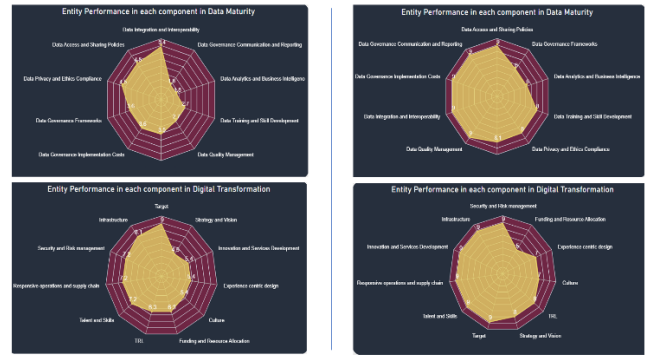 Entity Performance in each component in Data Maturity
Data Integration and Interoperability
Data Access and Sharing Policies
Data Governance Communication and Reporting
Data Privacy and Ethics Compliance
Data Analytics and Business Intelligence
Data Governance Frameworks
Data Training and Skill Development
Data Governance Implementation Costs
Data Quality Management
Entity Performance in each component in Data Maturity
Data Access and Sharing Policies
Data Governance Communication and Reporting
Data Governance Frameworks
Data Governance Implementation Costs
Data Analytics and Business Intelligence
Data Integration and Interoperability
Data Training and Skill Development
Data Quality Management
Data Privacy and Ethics Compliance
Entity Performance in each component in Digital Transformation
Target
Infrastructure
Strategy and Vision
Security and Risk management
Innovation and Services Development
Responsive operations and supply chain
Experience centric design
Talent and Skills
Culture
TRL
Funding and Resource Allocation
Entity Performance in each component in Digital Transformation
Security and Risk management
Infrastructure
Funding and Resource Allocation
Innovation and Services Development
Experience centric design
Responsive operations and supply chain
Culture
Talent and Skills
TRL
Target
Strategy and Vision